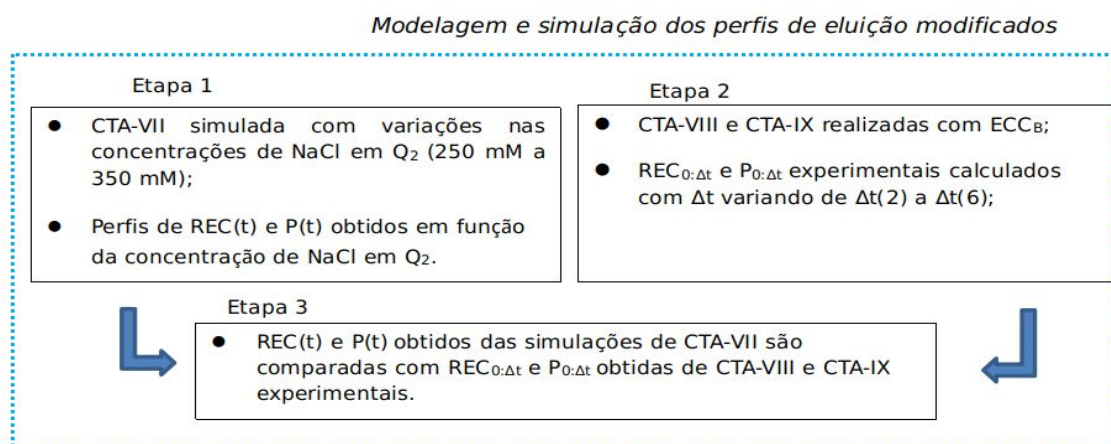 Modelagem e simulação dos perfis de eluição modificados
Etapa 1
● CTA-VII simulada com variações nas
concentrações de NaCl em Q₂ (250 mM a
350 mM);
● Perfis de REC(t) e P(t) obtidos em função
da concentração de NaCl em Q₂.
Etapa 2
● CTA-VIII e CTA-IX realizadas com ECC_B;
● REC₀:Δt e P₀:Δt experimentais calculados
com Δt variando de Δt(2) a Δt(6);
Etapa 3
● REC(t) e P(t) obtidos das simulações de CTA-VII são
comparadas com REC₀:Δt e P₀:Δt obtidas de CTA-VIII e CTA-IX
experimentais.